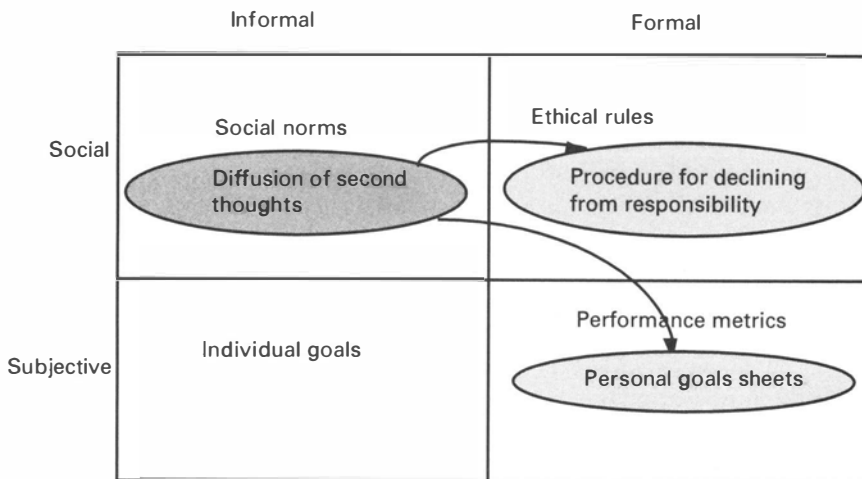 Informal
Formal
Social
Social norms
Ethical rules
Diffusion of second
thoughts
Procedure for declining
from responsibility
Subjective
Individual goals
Performance metrics
Personal goals sheets